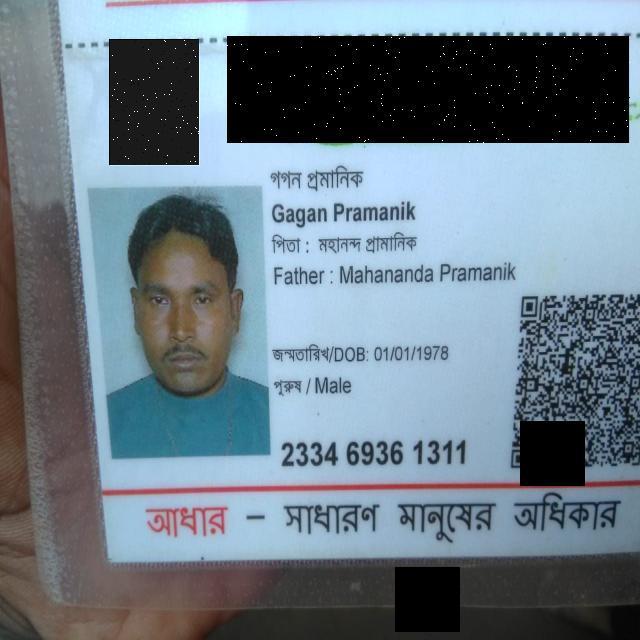 গগন প্রমানিক
Gagan Pramanik
পিতা : মহানন্দ প্রামানিক
Father : Mahananda Pramanik
জন্মতারিখ/DOB: 01/01/1978
পুরুষ / Male
2334 6936 1311
আধার – সাধারণ মানুষের অধিকার